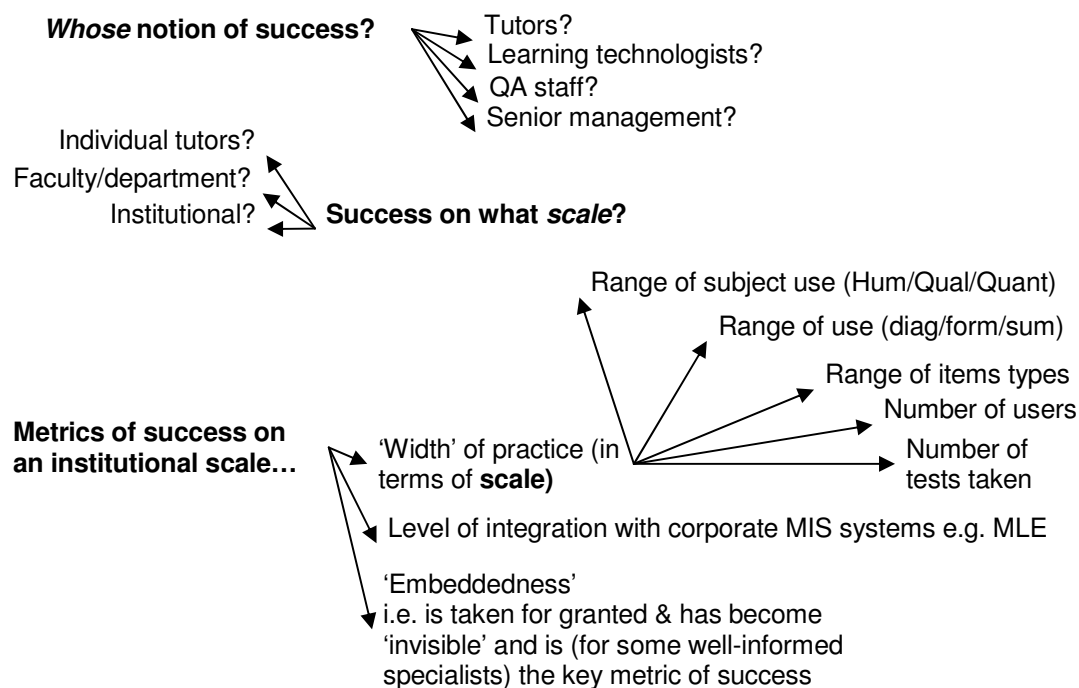 Whose notion of success?
Tutors?
Learning technologists?
QA staff?
Senior management?
Individual tutors?
Faculty/department?
Institutional?
Success on what scale?
Range of subject use (Hum/Qual/Quant)
Range of use (diag/form/sum)
Range of items types
Number of users
Number of
tests taken
Metrics of success on
an institutional scale…
‘Width’ of practice (in
terms of scale)
Level of integration with corporate MIS systems e.g. MLE
‘Embeddedness’
i.e. is taken for granted & has become
‘invisible’ and is (for some well-informed
specialists) the key metric of success